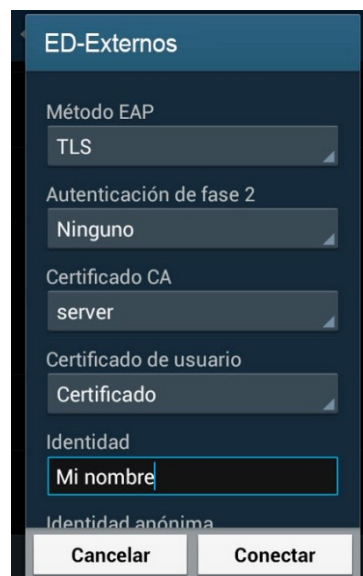 ED-Externos
Método EAP
TLS
Autenticación de fase 2
Ninguno
Certificado CA
server
Certificado de usuario
Certificado
Identidad
Mi nombre
Identidad anónima
Cancelar Conectar